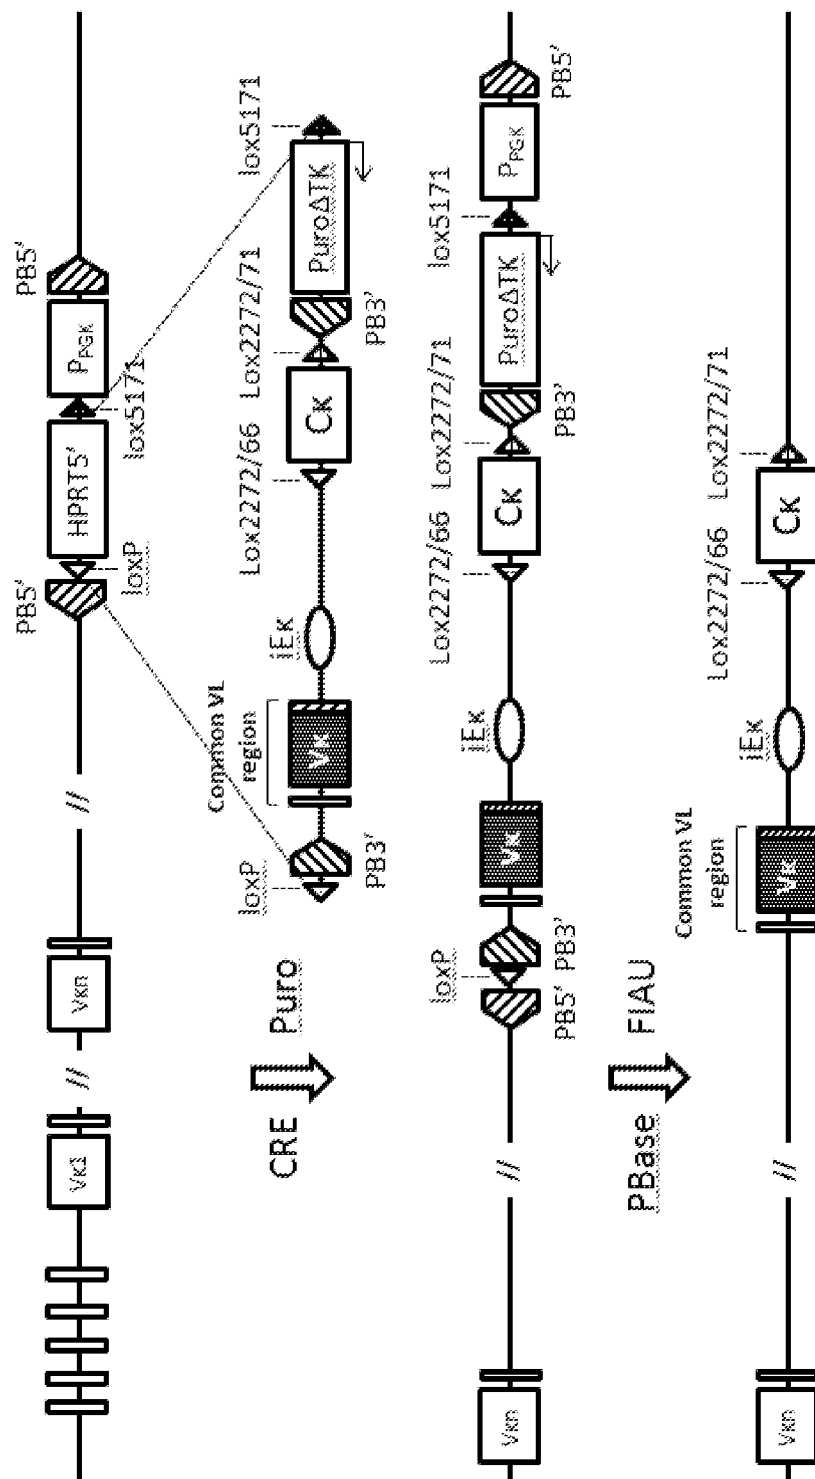 Vκ1
//
Vκn
//
PB5'
loxP
HPRT5'
lox5171
PPGK
PB5'
CRE
Puro
loxP
PB3'
Common VL
region
Vκ
iEκ
Lox2272/66
Cκ
Lox2272/71
PB3'
PuroΔTK
lox5171
Vκn
//
PB5'
loxP
PB3'
Vκ
iEκ
Lox2272/66
Cκ
Lox2272/71
PB3'
PuroΔTK
lox5171
PPGK
PB5'
PBase
FIAU
Vκn
//
Common VL
region
Vκ
iEκ
Lox2272/66
Cκ
Lox2272/71